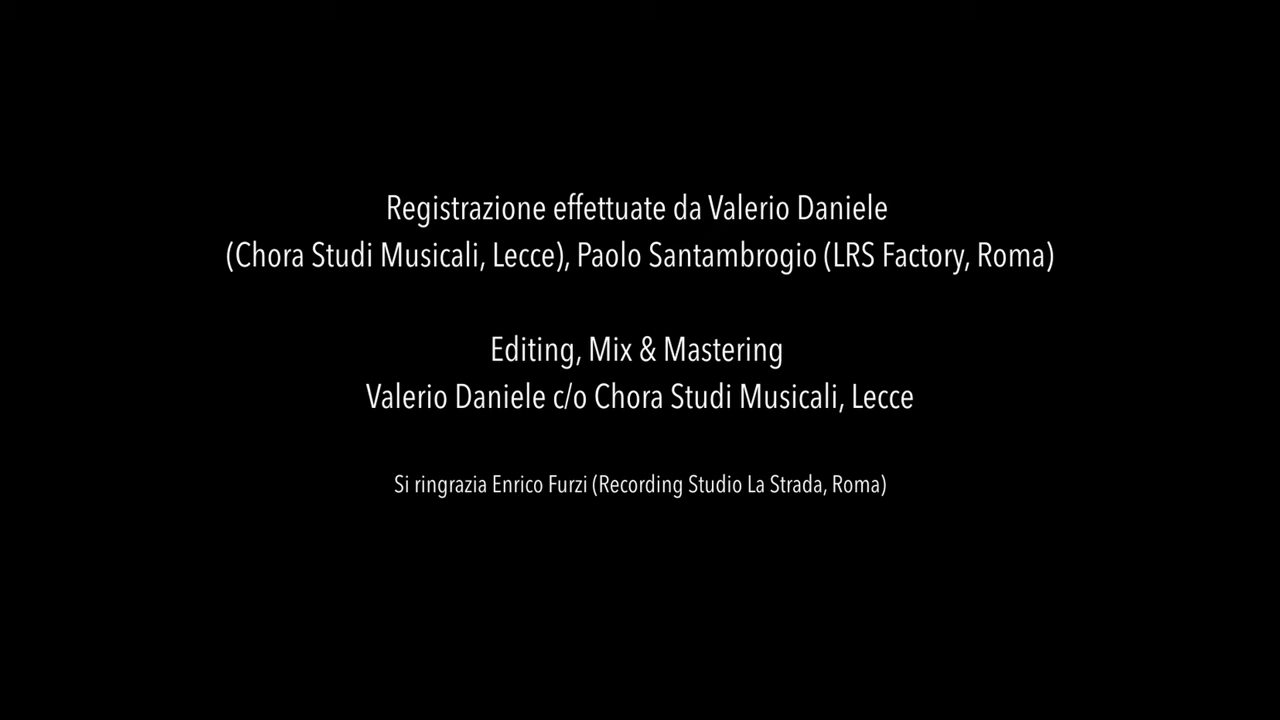 Registrazione effettuate da Valerio Daniele
(Chora Studi Musicali, Lecce), Paolo Santambrogio (LRS Factory, Roma)
Editing, Mix & Mastering
Valerio Daniele c/o Chora Studi Musicali, Lecce
Si ringrazia Enrico Furzi (Recording Studio La Strada, Roma)